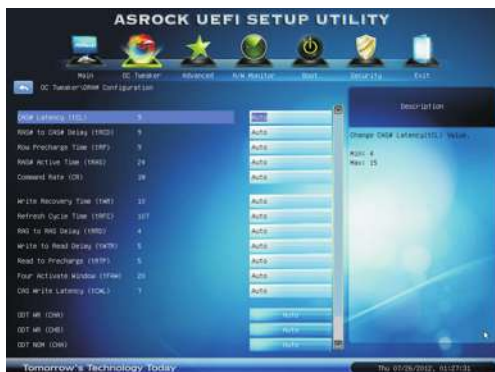 ASROCK UEFI SETUP UTILITY
Main OC Tweaker Advanced H/W Monitor Boot Security Exit
OC Tweaker\DRAM Configuration
CAS# Latency (tCL) 9 Auto
RAS# to CAS# Delay (tRCD) 9 Auto
Row Precharge Time (tRP) 9 Auto
RAS# Active Time (tRAS) 24 Auto
Command Rate (CR) Auto
Write Recovery Time (tWR) 10 Auto
Refresh Cycle Time (tRFC) 107 Auto
RAS to RAS Delay (tRRD) 4 Auto
Write to Read Delay (tWTR) 5 Auto
Read to Precharge (tRTP) 5 Auto
Four Activate Window (tFAW) 20 Auto
CAS Write Latency (tCWL) 7 Auto
ODT WR (CHA) Auto
ODT WR (CHB) Auto
ODT NOM (CHA) Auto
Description
Change CAS# Latency(tCL) Value.
Min: 4
Max: 15
Tomorrow's Technology Today
Thu 07/26/2012, 01:27:31